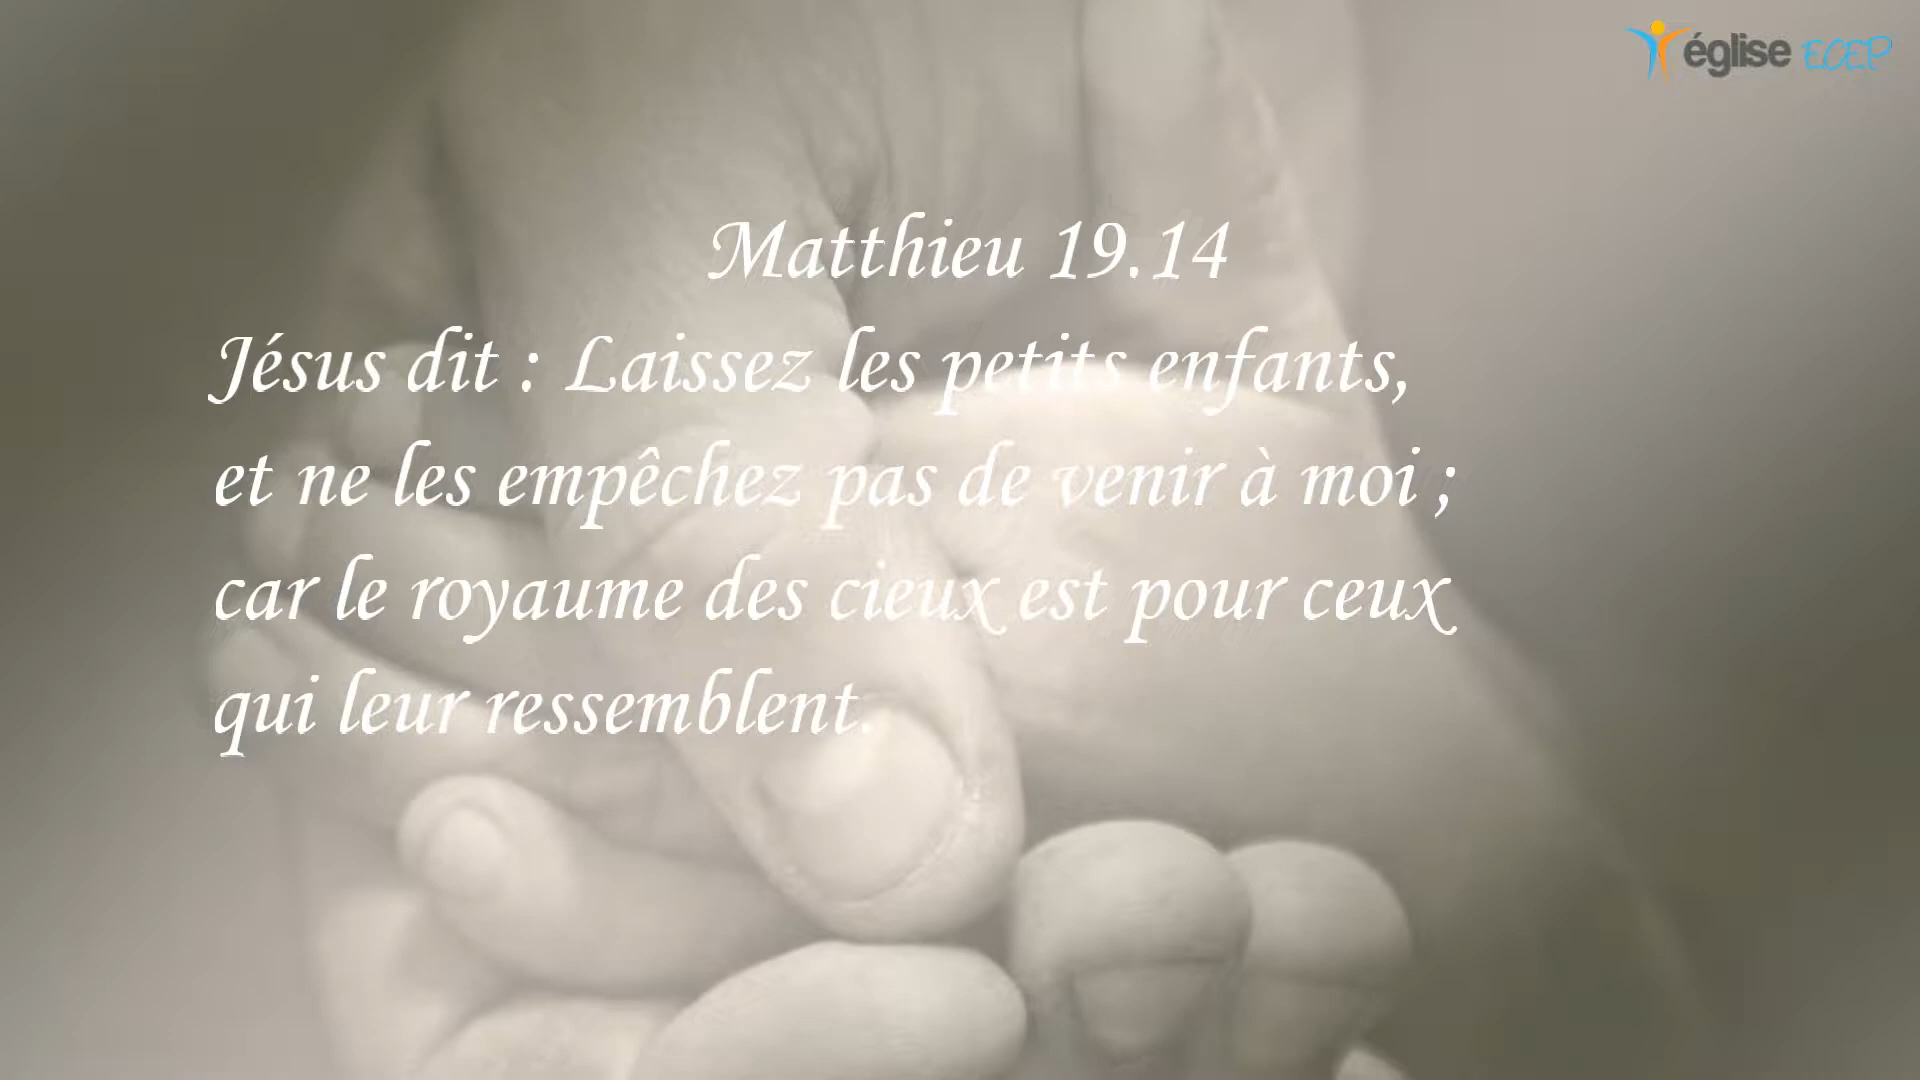 église ECEP
Matthieu 19.14
Jésus dit : Laissez les petits enfants,
et ne les empêchez pas de venir à moi ;
car le royaume des cieux est pour ceux
qui leur ressemblent.